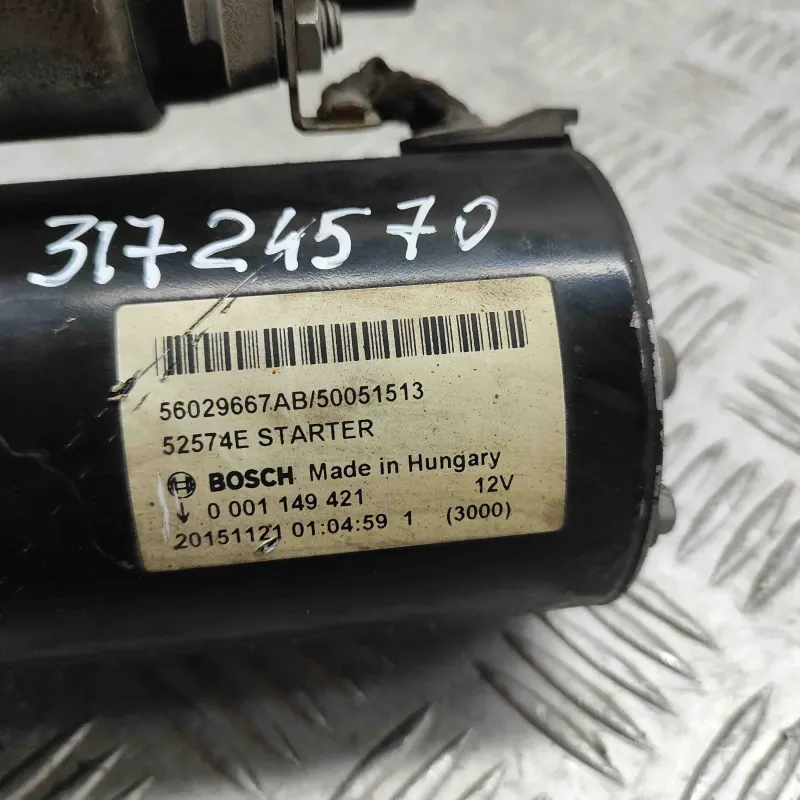 31724570
56029667AB/50051513
52574E STARTER
BOSCH Made in Hungary
0 001 149 421 12V
20151121 01:04:59 1 (3000)